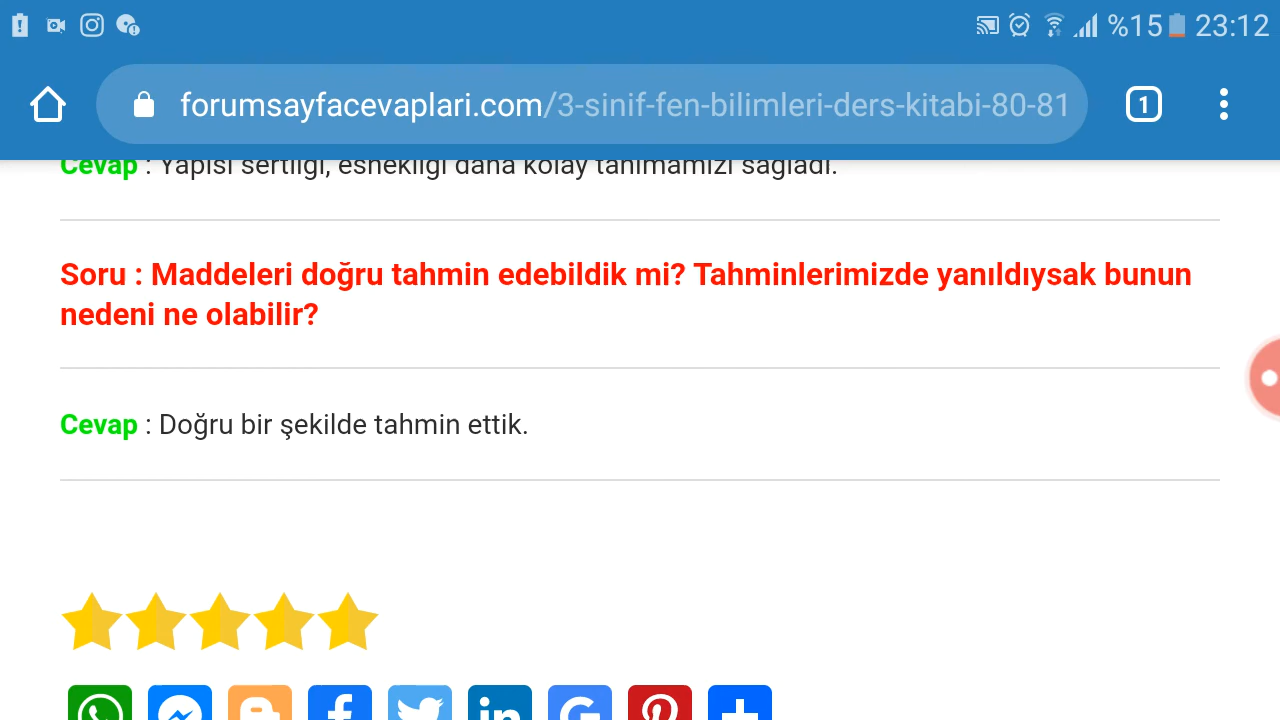 %15 23:12
forumsayfacevaplari.com/3-sinif-fen-bilimleri-ders-kitabi-80-81
1
Cevap : Yapısı sertliği, esnekliği daha kolay tanımamızı sağladı.
Soru : Maddeleri doğru tahmin edebildik mi? Tahminlerimizde yanıldıysak bunun
nedeni ne olabilir?
Cevap : Doğru bir şekilde tahmin ettik.